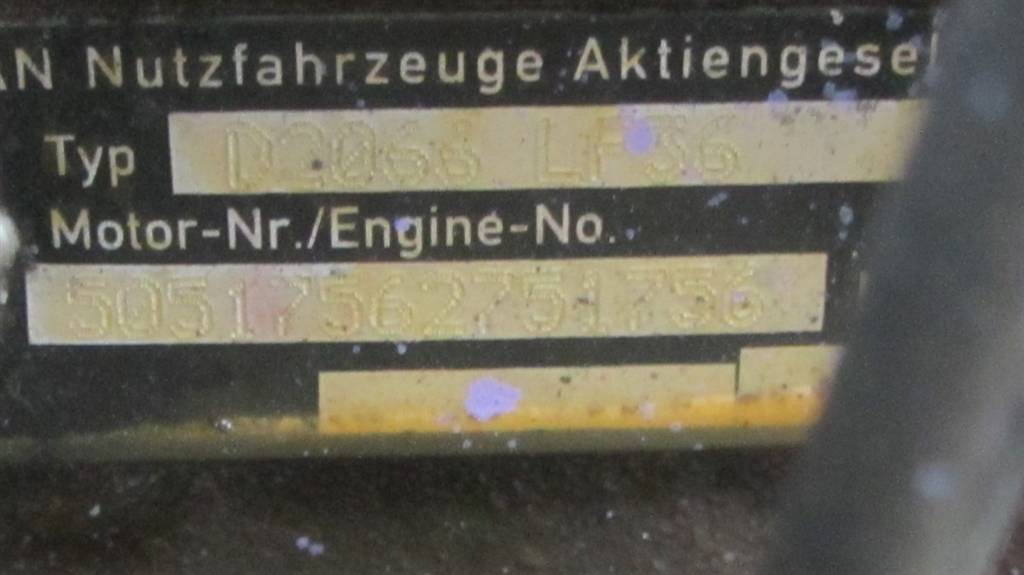 AN Nutzfahrzeuge Aktiengesel
Typ D2066 LF36
Motor-Nr./Engine-No.
50517562751756